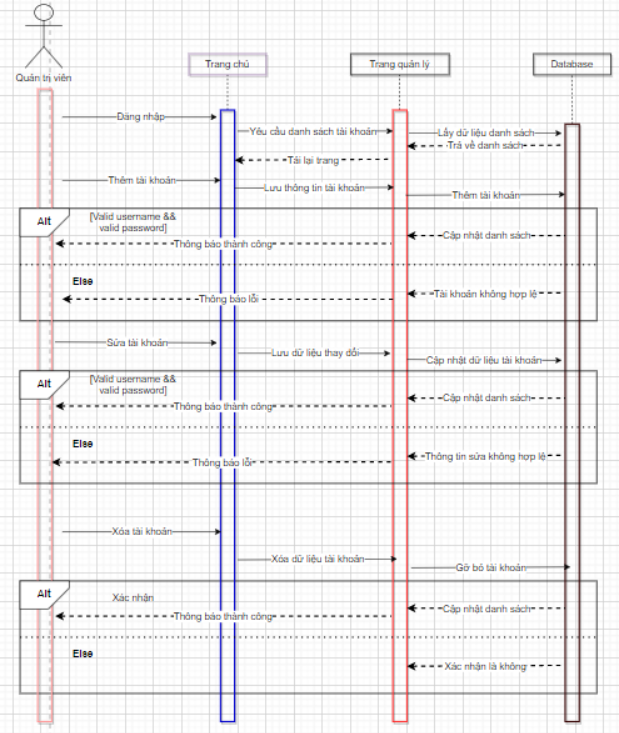 Quản trị viên
Trang chủ
Trang quản lý
Database
Đăng nhập
Yêu cầu danh sách tài khoản
Lấy dữ liệu danh sách
Trả về danh sách
Tải lại trang
Thêm tài khoản
Lưu thông tin tài khoản
Thêm tài khoản
Alt
[Valid username &&
valid password]
Cập nhật danh sách
Thông báo thành công
Else
Tài khoản không hợp lệ
Thông báo lỗi
Sửa tài khoản
Lưu dữ liệu thay đổi
Cập nhật dữ liệu tài khoản
Alt
[Valid username &&
valid password]
Cập nhật danh sách
Thông báo thành công
Else
Thông tin sửa không hợp lệ
Thông báo lỗi
Xóa tài khoản
Xóa dữ liệu tài khoản
Gỡ bỏ tài khoản
Alt
Xác nhận
Cập nhật danh sách
Thông báo thành công
Else
Xác nhận là không